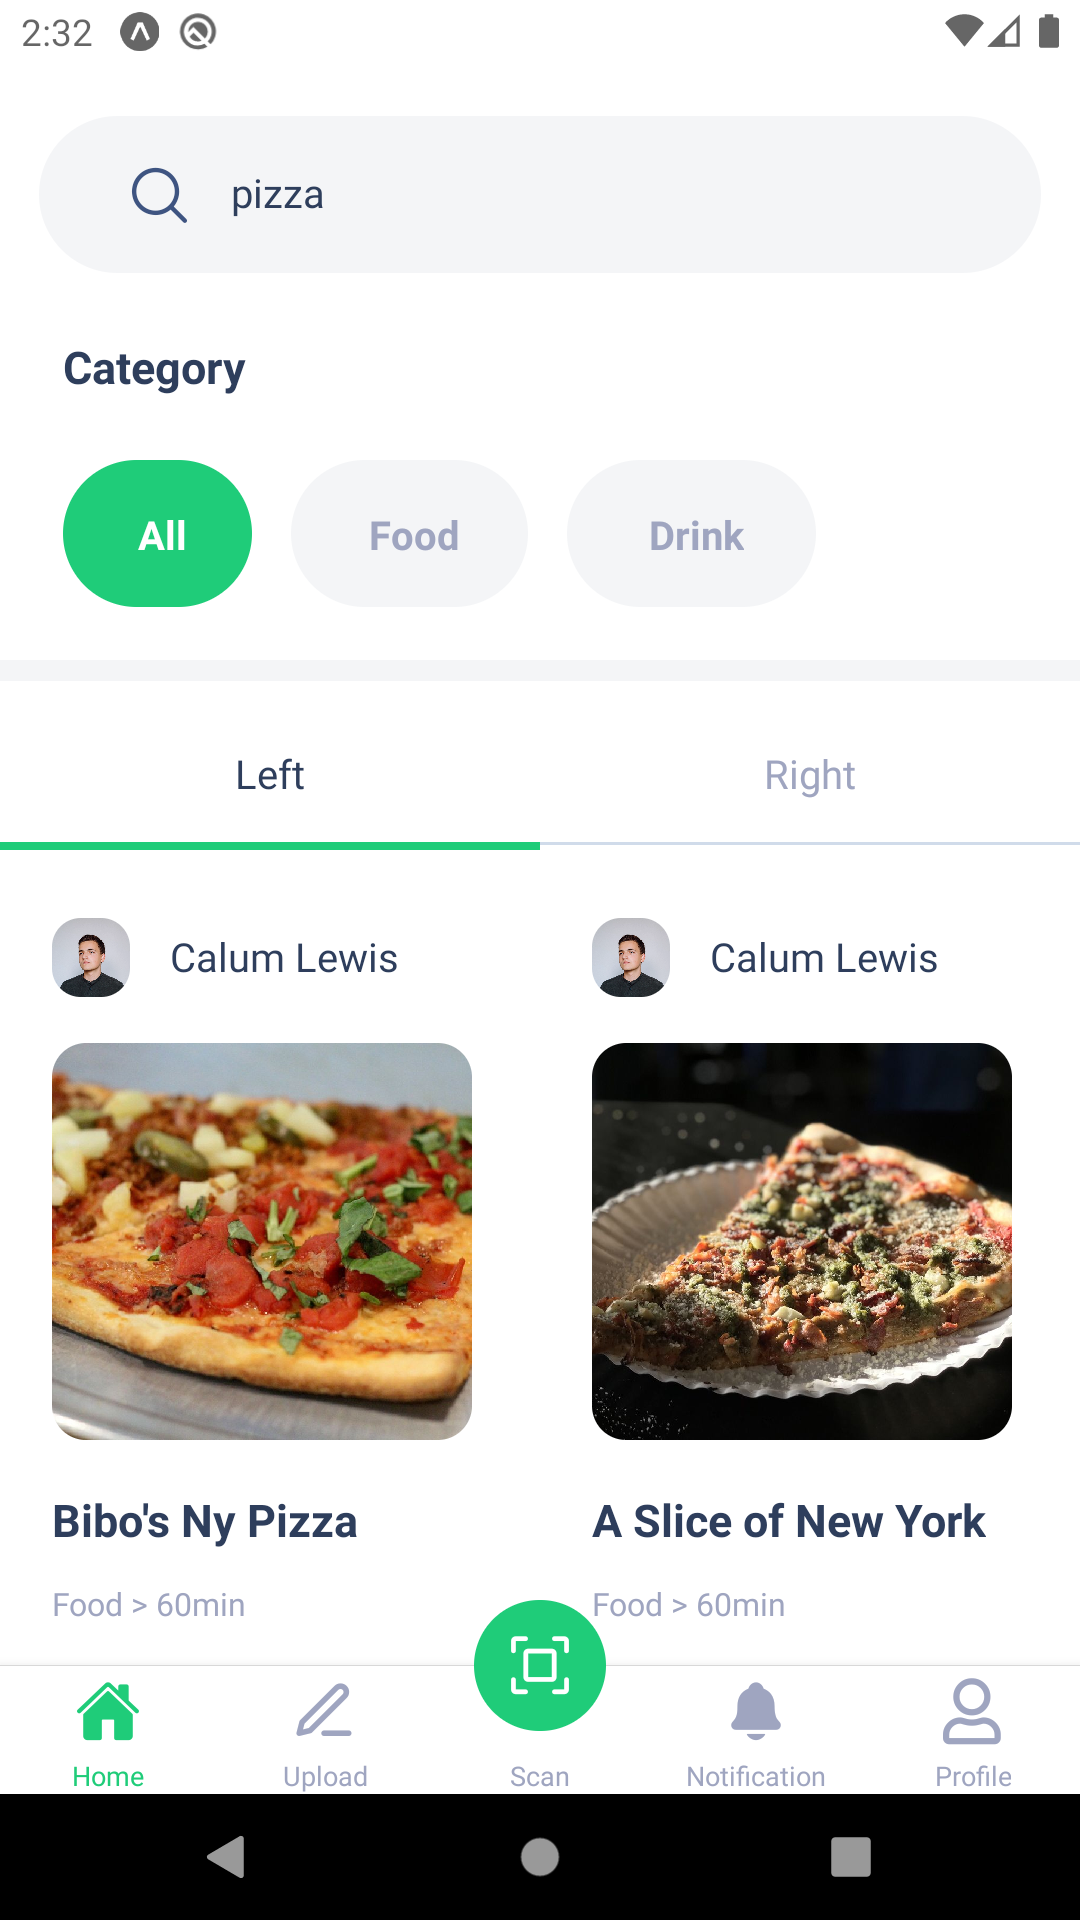 2:32
pizza
Category
All Food Drink
Left Right
Calum Lewis Calum Lewis
Bibo's Ny Pizza A Slice of New York
Food > 60min Food > 60min
Home Upload Scan Notification Profile